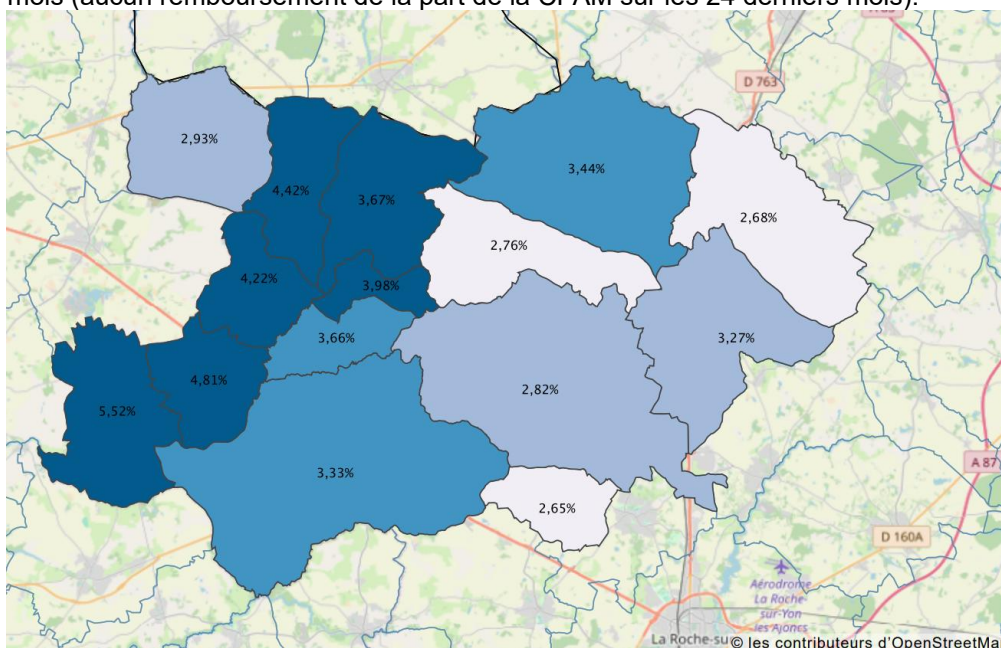 mois (aucun remboursement de la part de la CPAM sur les 24 derniers mois).
D 763
2,93%
3,44%
4,42%
3,67%
2,68%
2,76%
4,22%
3,98%
3,66%
3,27%
4,81%
2,82%
5,52%
A 87
3,33%
2,65%
D 160A
Aérodrome
La Roche-
sur-Yon
les Ajoncs
La Roche-su
© les contributeurs d'OpenStreetMa